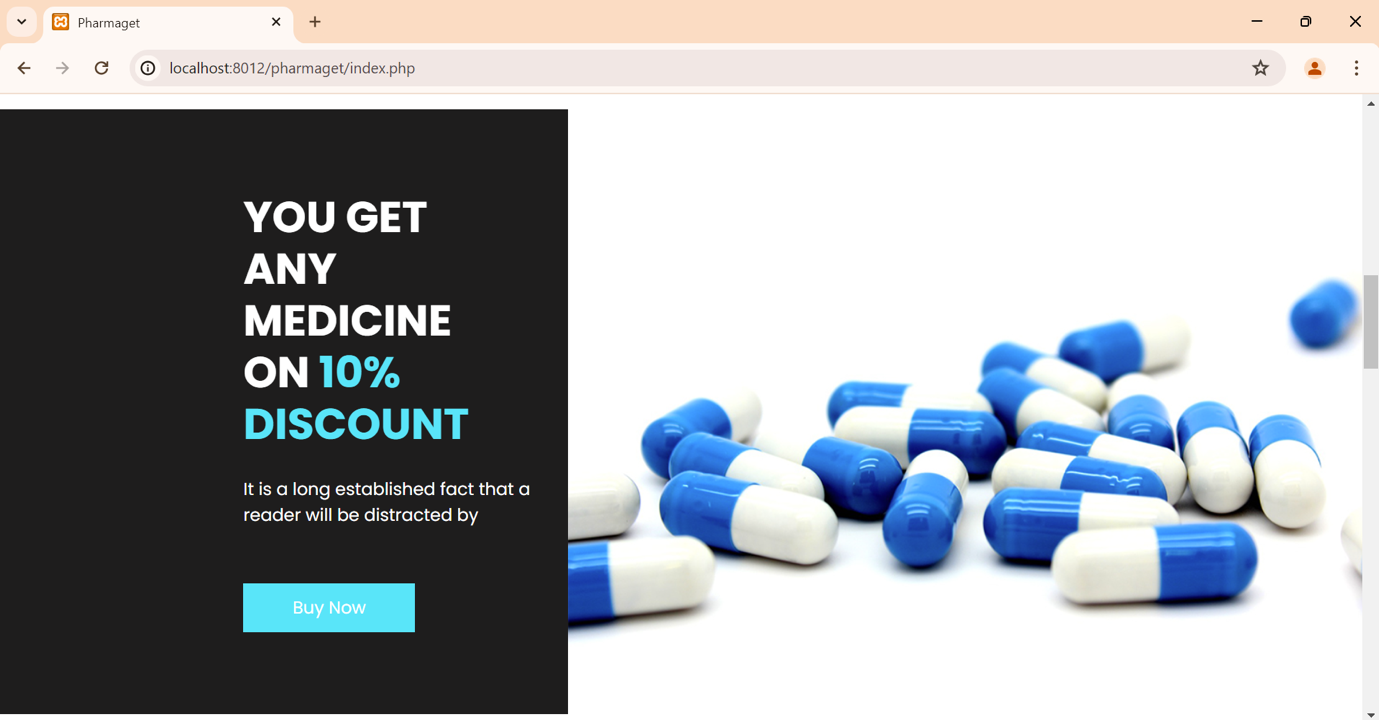 Pharmaget
localhost:8012/pharmaget/index.php
YOU GET
ANY
MEDICINE
ON 10%
DISCOUNT
It is a long established fact that a
reader will be distracted by
Buy Now